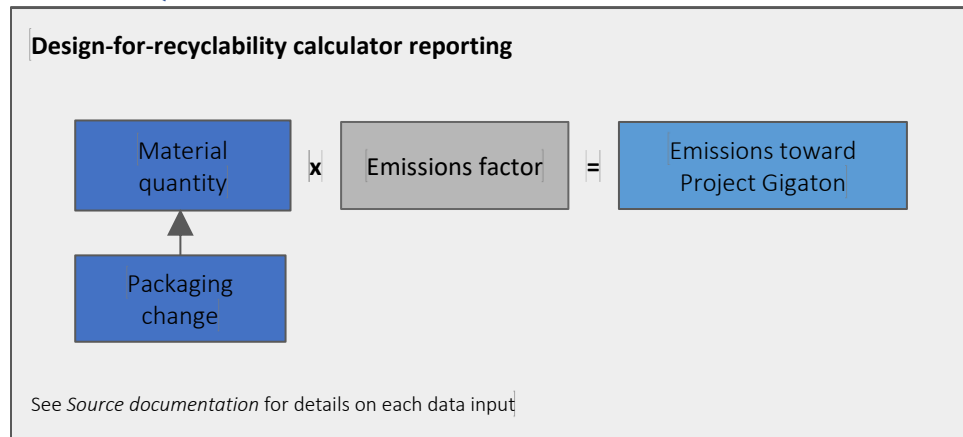 Design-for-recyclability calculator reporting
Material
quantity
x
Emissions factor
=
Emissions toward
Project Gigaton
Packaging
change
See Source documentation for details on each data input